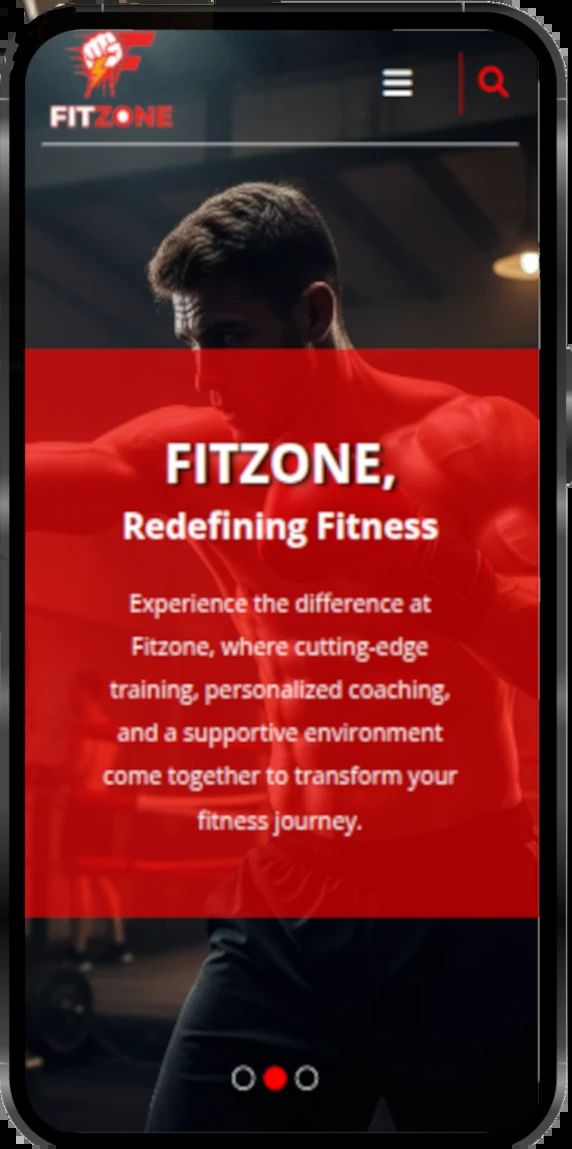 FITZONE
FITZONE,
Redefining Fitness
Experience the difference at
Fitzone, where cutting-edge
training, personalized coaching,
and a supportive environment
come together to transform your
fitness journey.